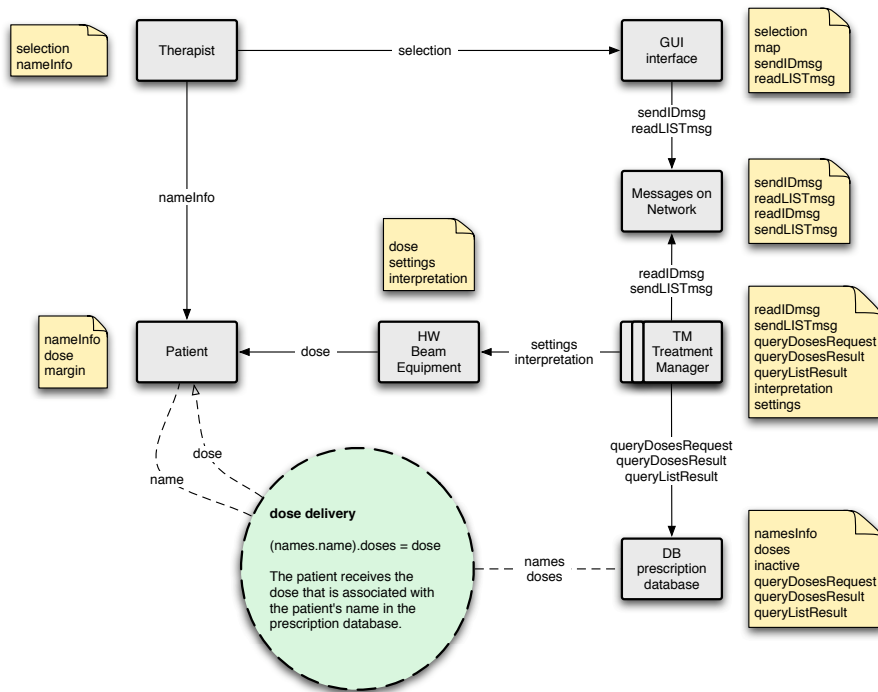 selection
nameInfo
Therapist
selection
GUI
interface
selection
map
sendIDmsg
readLISTmsg
sendIDmsg
readLISTmsg
nameInfo
Messages on
Network
sendIDmsg
readLISTmsg
readIDmsg
sendLISTmsg
dose
settings
interpretation
readIDmsg
sendLISTmsg
nameInfo
dose
margin
Patient
dose
HW
Beam
Equipment
settings
interpretation
TM
Treatment
Manager
readIDmsg
sendLISTmsg
queryDosesRequest
queryDosesResult
queryListResult
interpretation
settings
dose
name
queryDosesRequest
queryDosesResult
queryListResult
dose delivery
(names.name).doses = dose
The patient receives the
dose that is associated with
the patient's name in the
prescription database.
names
doses
DB
prescription
database
namesInfo
doses
inactive
queryDosesRequest
queryDosesResult
queryListResult